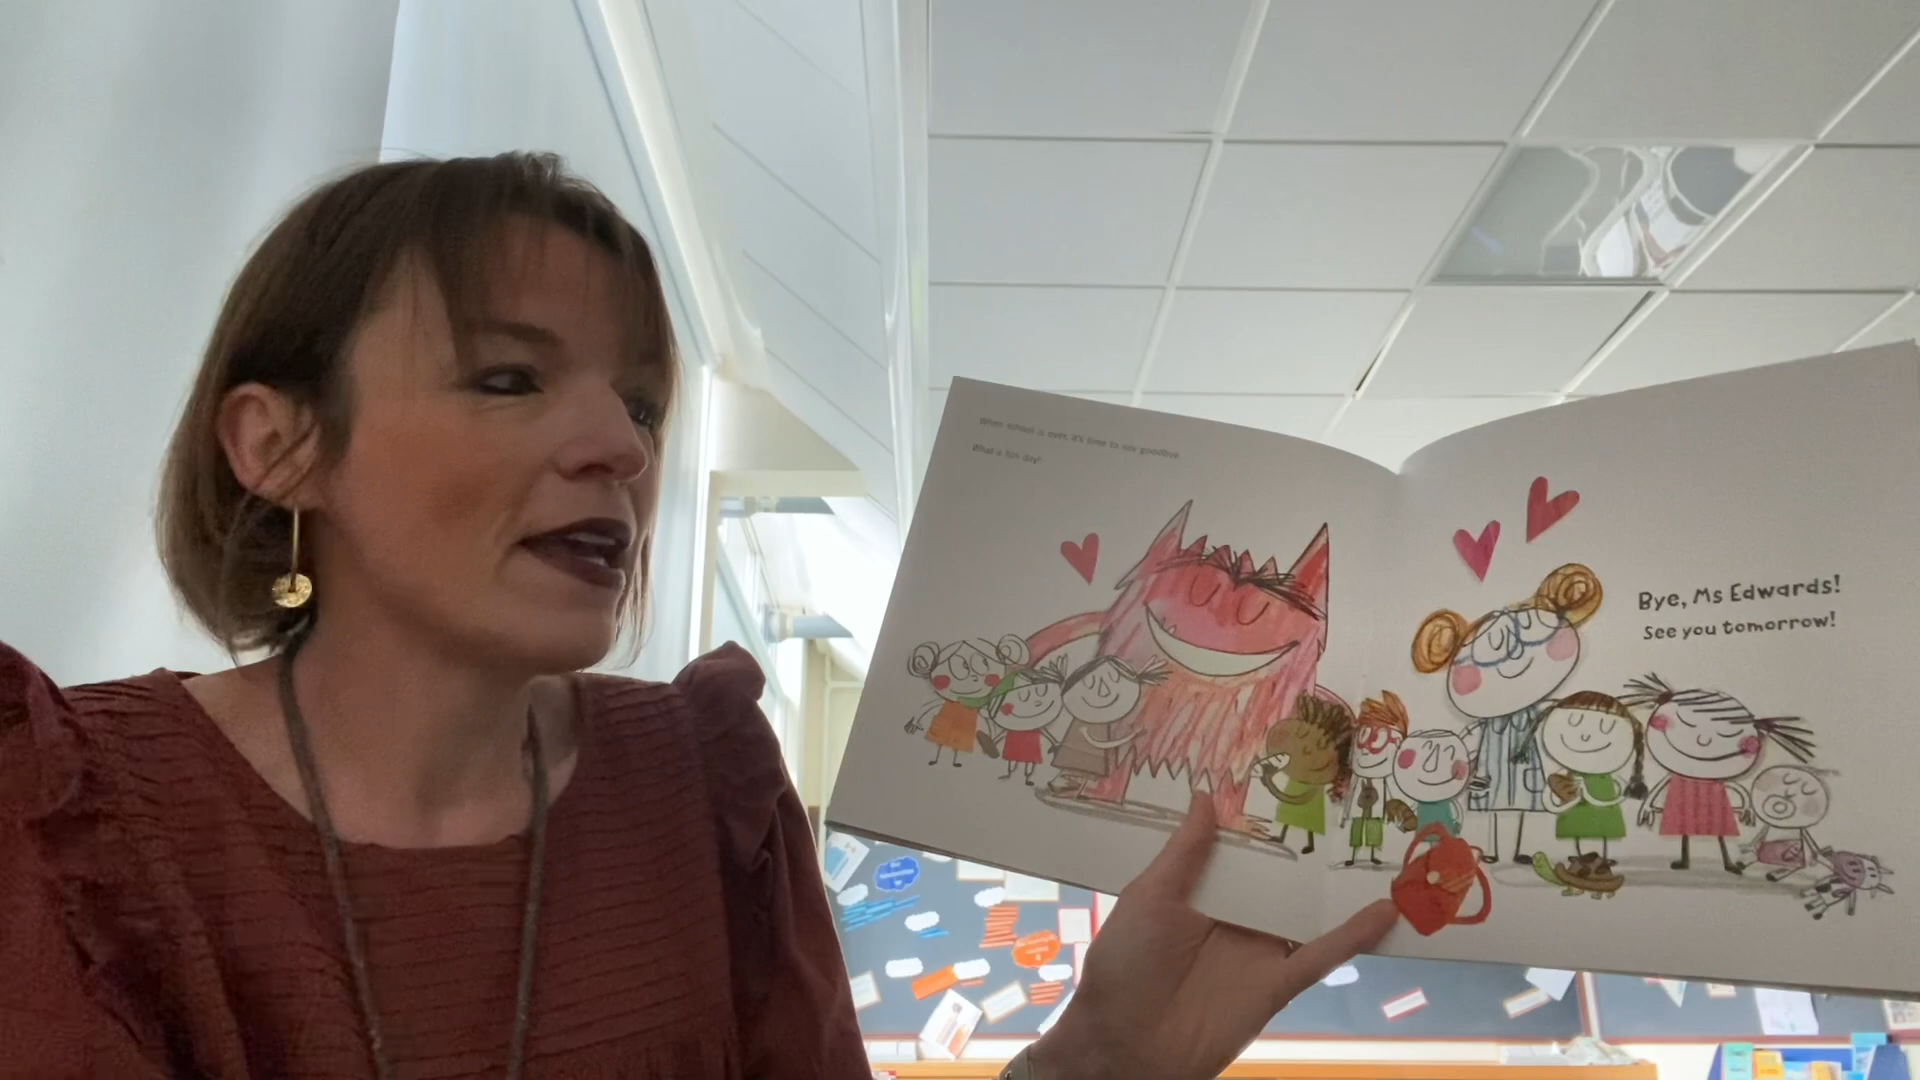 When school is over, it's time to say goodbye.
What a fun day!
Bye, Ms Edwards!
See you tomorrow!